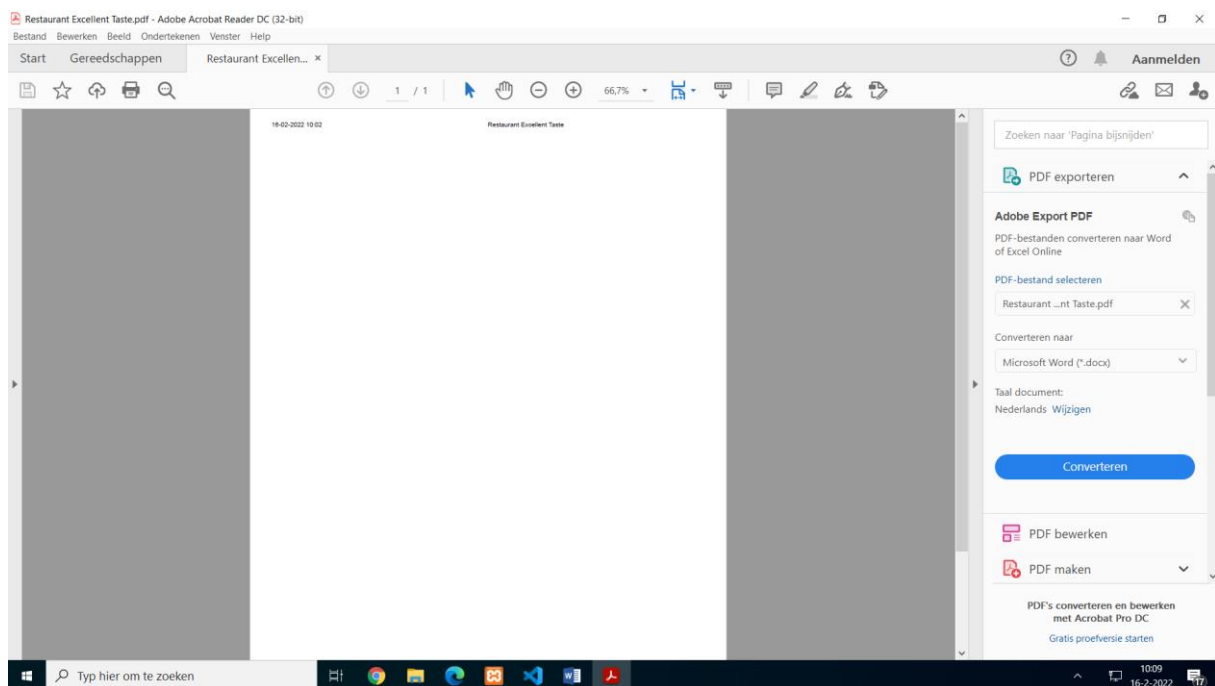 Restaurant Excellent Taste.pdf - Adobe Acrobat Reader DC (32-bit)
Bestand Bewerken Beeld Ondertekenen Venster Help
Start Gereedschappen Restaurant Excellen... × Aanmelden
1 / 1 66,7%
16-02-2022 10:02 Restaurant Excellent Taste
Zoeken naar 'Pagina bijsnijden'
PDF exporteren
Adobe Export PDF
PDF-bestanden converteren naar Word
of Excel Online
PDF-bestand selecteren
Restaurant ...nt Taste.pdf
Converteren naar
Microsoft Word (*.docx)
Taal document:
Nederlands Wijzigen
Converteren
PDF bewerken
PDF maken
PDF's converteren en bewerken
met Acrobat Pro DC
Gratis proefversie starten
Typ hier om te zoeken
10:09
16-2-2022
17